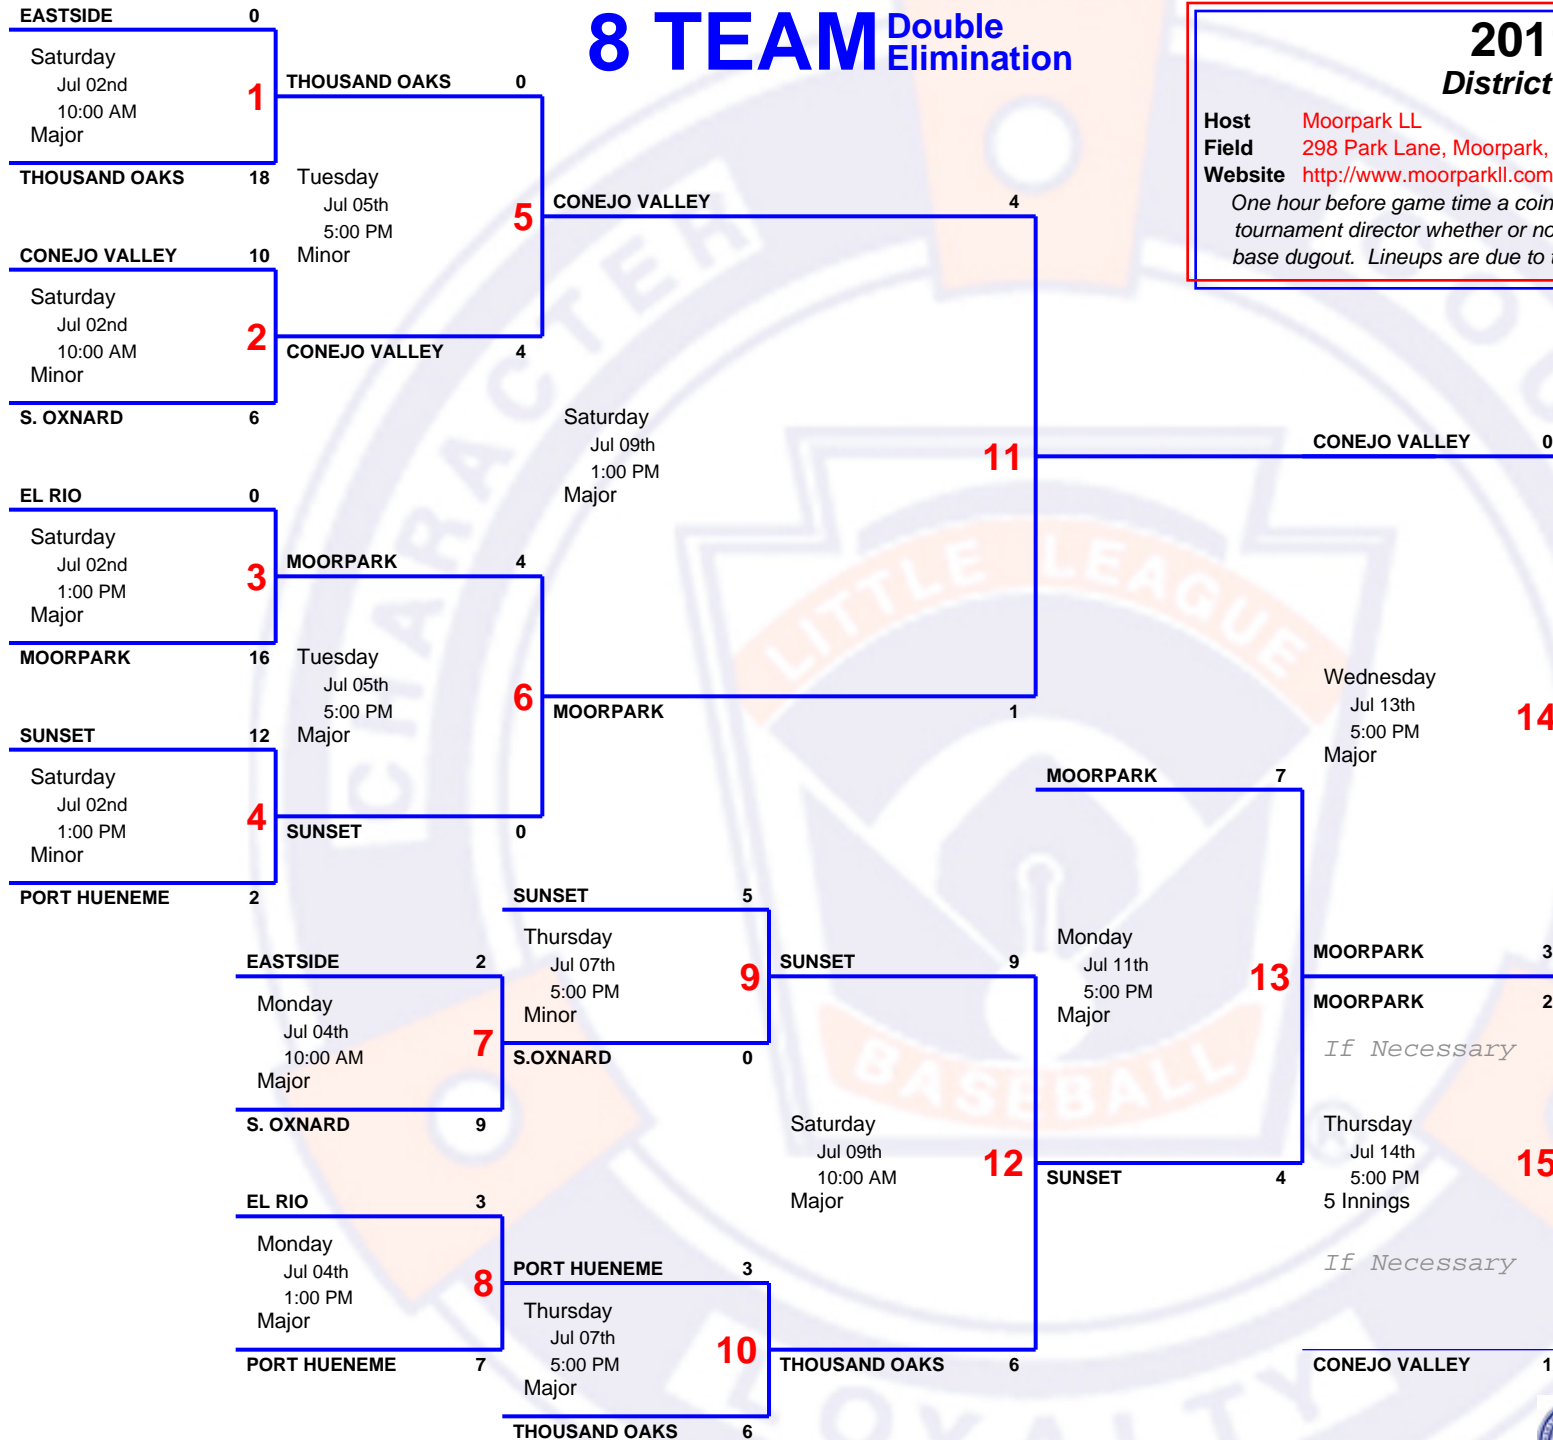 8 TEAM Double Elimination
201
District
Host Moorpark LL
Field 298 Park Lane, Moorpark,
Website http://www.moorparkll.com
One hour before game time a coin
tournament director whether or no
base dugout. Lineups are due to t
EASTSIDE 0
Saturday
Jul 02nd
10:00 AM
Major
1
THOUSAND OAKS 18
CONEJO VALLEY 10
Saturday
Jul 02nd
10:00 AM
Minor
2
S. OXNARD 6
EL RIO 0
Saturday
Jul 02nd
1:00 PM
Major
3
MOORPARK 16
SUNSET 12
Saturday
Jul 02nd
1:00 PM
Minor
4
PORT HUENEME 2
THOUSAND OAKS 0
Tuesday
Jul 05th
5:00 PM
Minor
5
CONEJO VALLEY 4
MOORPARK 4
Tuesday
Jul 05th
5:00 PM
Major
6
SUNSET 0
EASTSIDE 2
Monday
Jul 04th
10:00 AM
Major
7
S. OXNARD 9
EL RIO 3
Monday
Jul 04th
1:00 PM
Major
8
PORT HUENEME 7
SUNSET 5
Thursday
Jul 07th
5:00 PM
Minor
9
S.OXNARD 0
PORT HUENEME 3
Thursday
Jul 07th
5:00 PM
Major
10
THOUSAND OAKS 6
CONEJO VALLEY 4
Saturday
Jul 09th
1:00 PM
Major
11
MOORPARK 1
SUNSET 9
Saturday
Jul 09th
10:00 AM
Major
12
THOUSAND OAKS 6
MOORPARK 7
Monday
Jul 11th
5:00 PM
Major
13
SUNSET 4
CONEJO VALLEY 0
Wednesday
Jul 13th
5:00 PM
Major
14
MOORPARK 3
MOORPARK 2
If Necessary
Thursday
Jul 14th
5:00 PM
5 Innings
15
If Necessary
CONEJO VALLEY 1
CHARACTER
LOYALTY
LITTLE LEAGUE
BASEBALL
®